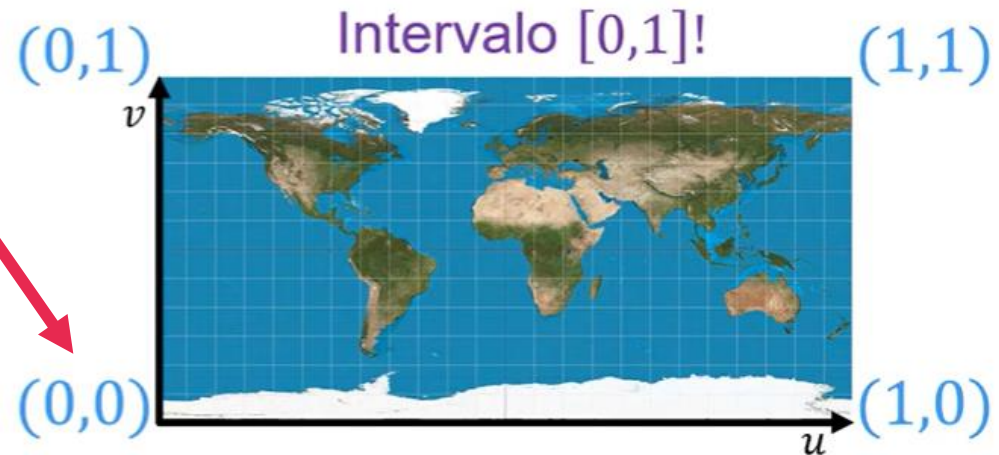 Intervalo [0,1]!
(0,1)
(1,1)
v
(0,0)
(1,0)
u